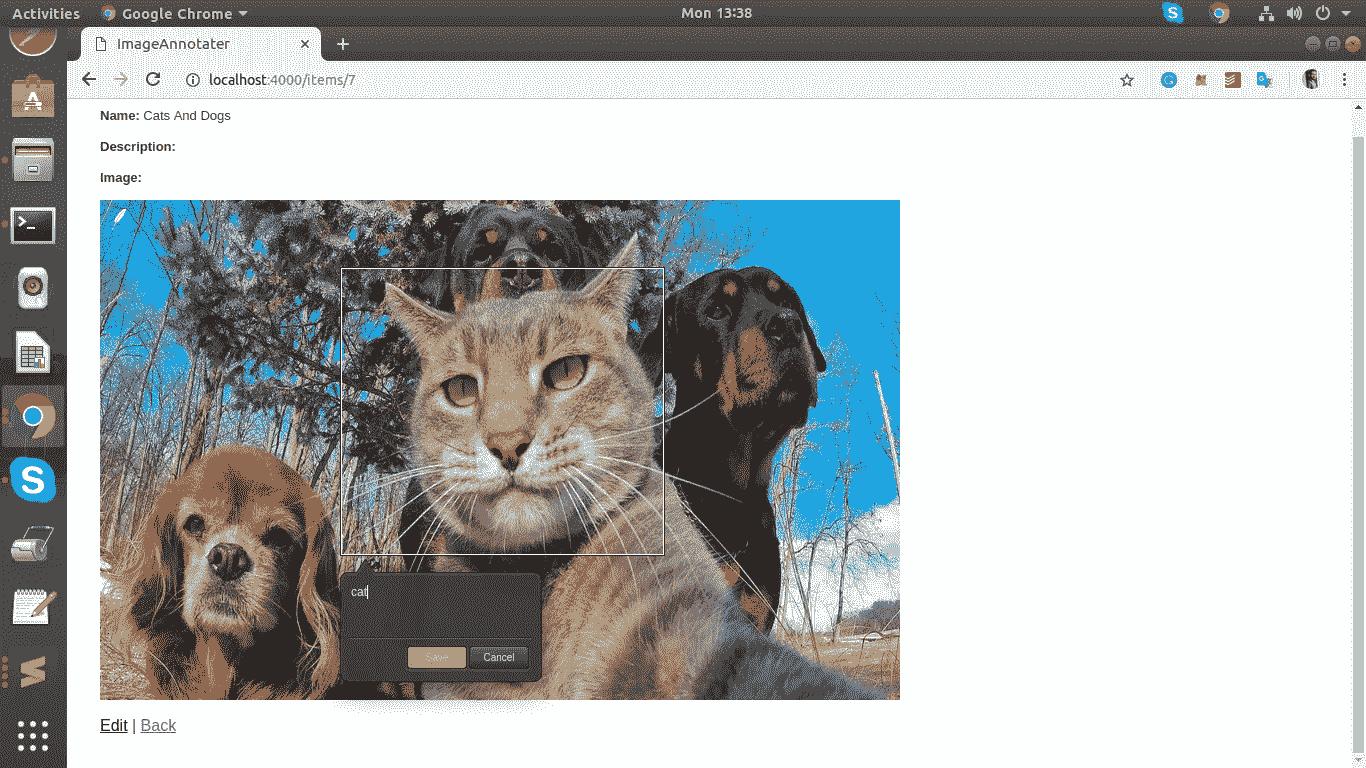 Activities Google Chrome Mon 13:38
ImageAnnotater
localhost:4000/items/7
Name: Cats And Dogs
Description:
Image:
cat
Save Cancel
Edit | Back